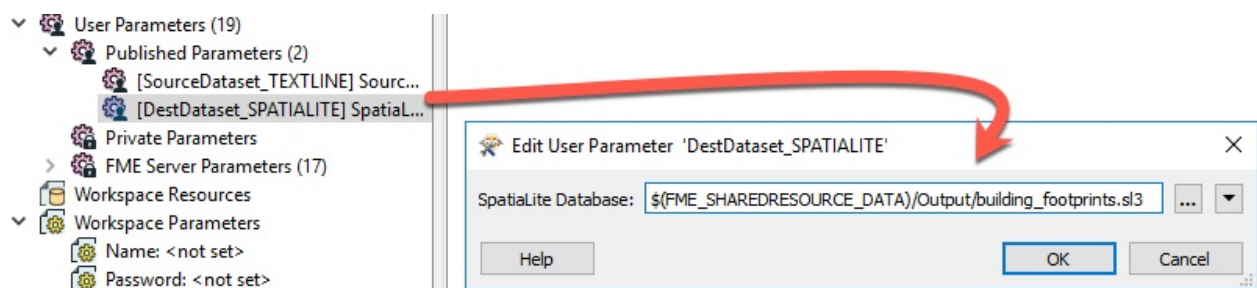 User Parameters (19)
Published Parameters (2)
[SourceDataset_TEXTLINE] Sourc...
[DestDataset_SPATIALITE] SpatiaL...
Private Parameters
FME Server Parameters (17)
Workspace Resources
Workspace Parameters
Name: <not set>
Password: <not set>
Edit User Parameter 'DestDataset_SPATIALITE'
SpatiaLite Database: $(FME_SHAREDRESOURCE_DATA)/Output/building_footprints.sl3 ...
Help OK Cancel